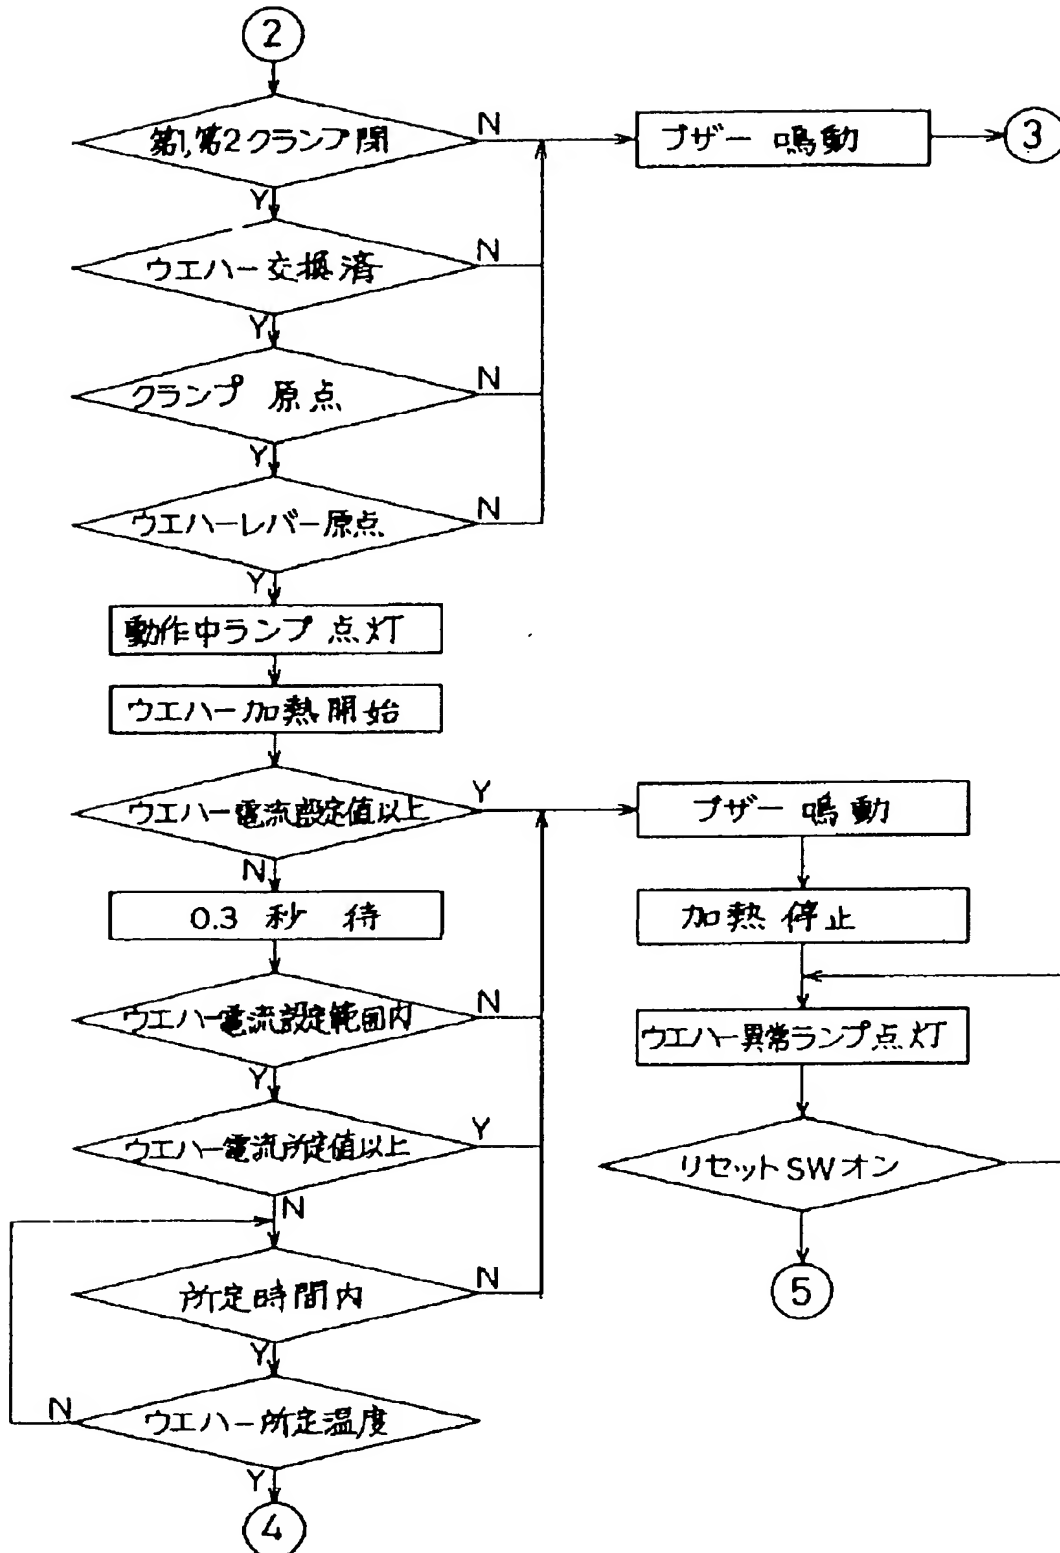 2
第1,第2クランプ閉
N
ブザー 鳴動
3
Y
ウエハー交換済
N
Y
クランプ 原点
N
Y
ウエハーレバー原点
N
Y
動作中ランプ 点灯
ウエハー加熱開始
ウエハー電流設定値以上
Y
ブザー 鳴動
N
0.3 秒 待
加熱停止
ウエハー電流設定範囲内
N
ウエハー異常ランプ点灯
Y
ウエハー電流所定値以上
Y
リセットSWオン
N
所定時間内
N
5
Y
ウエハー所定温度
N
Y
4